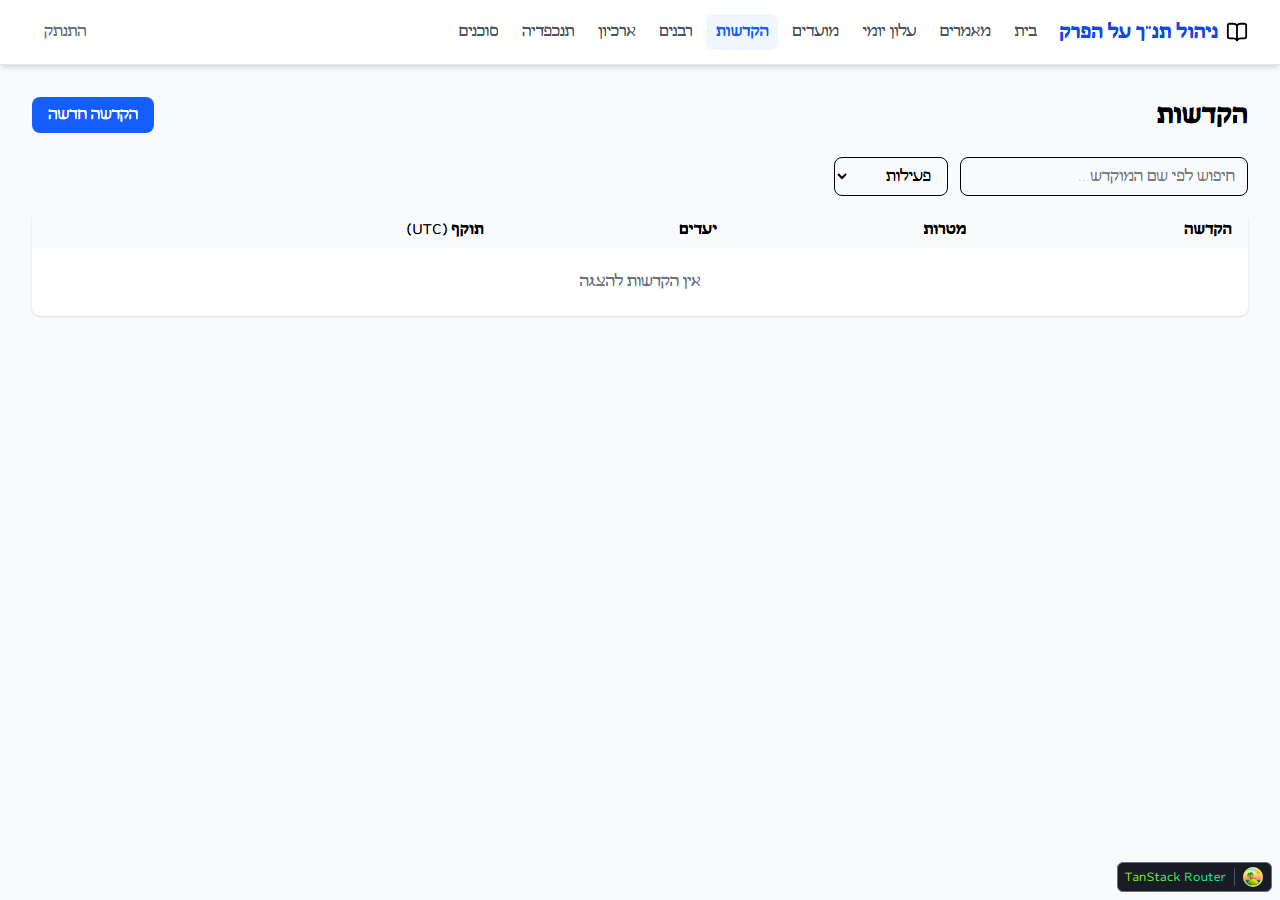 ניהול תנ"ך על הפרק
בית
מאמרים
עלון יומי
מועדים
הקדשות
רבנים
ארכיון
תנכפדיה
סוכנים
התנתק
הקדשות
הקדשה חדשה
חיפוש לפי שם המוקדש...
פעילות
הקדשה
מטרות
יעדים
תוקף (UTC)
אין הקדשות להצגה
TanStack Router